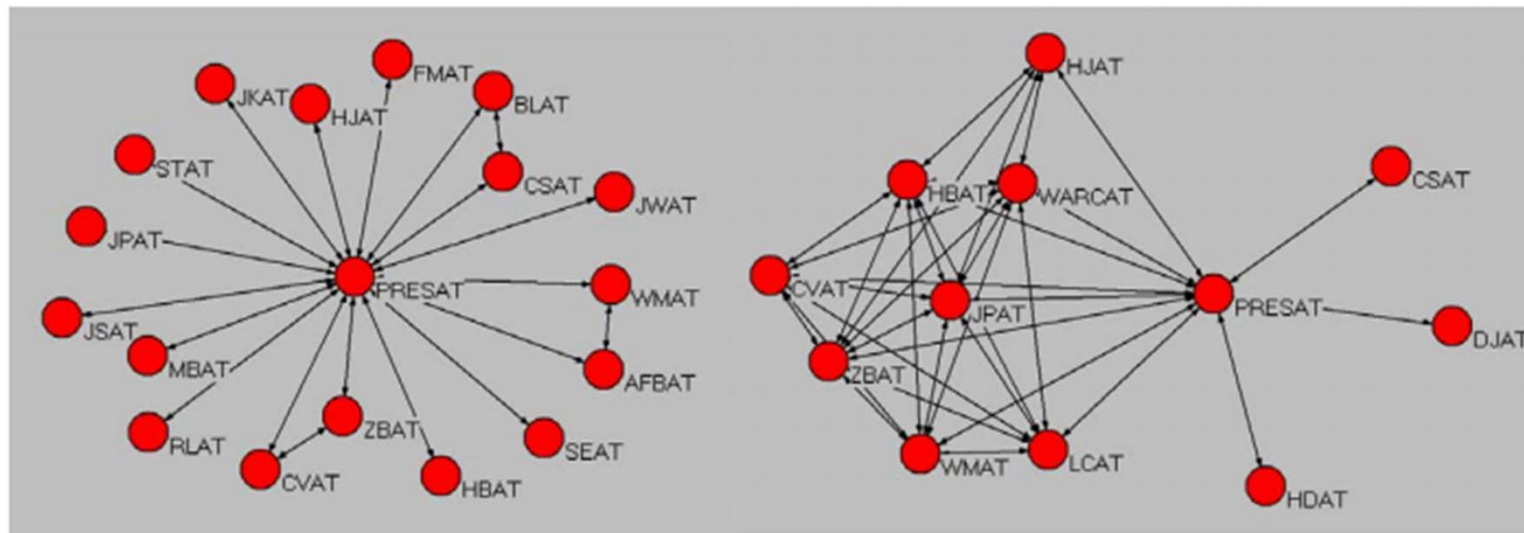 FMAT
JKAT
BLAT
HJAT
STAT
CSAT
JWAT
JPAT
PRESAT
WMAT
JSAT
MBAT
AFBAT
RLAT
ZBAT
SEAT
CVAT
HBAT
HJAT
CSAT
HBAT
WARCAT
CVAT
PRESAT
JPAT
DJAT
ZBAT
WMAT
LCAT
HDAT